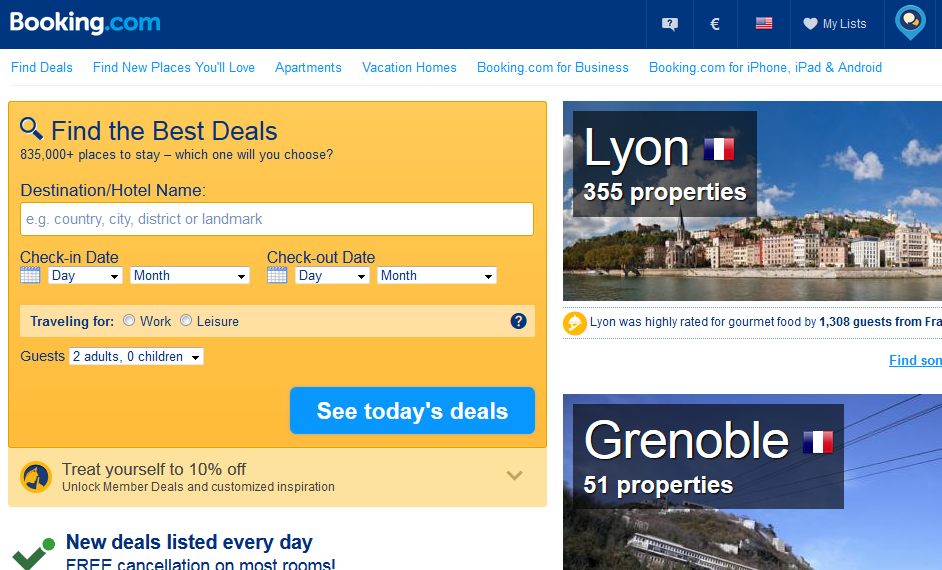 Booking.com
€
My Lists
Find Deals
Find New Places You'll Love
Apartments
Vacation Homes
Booking.com for Business
Booking.com for iPhone, iPad & Android
Find the Best Deals
835,000+ places to stay – which one will you choose?
Destination/Hotel Name:
e.g. country, city, district or landmark
Check-in Date
Check-out Date
Day
Month
Day
Month
Traveling for:
Work
Leisure
?
Guests
2 adults, 0 children
See today's deals
Treat yourself to 10% off
Unlock Member Deals and customized inspiration
New deals listed every day
FREE cancellation on most rooms!
Lyon
355 properties
Lyon was highly rated for gourmet food by 1,308 guests from Fra
Find som
Grenoble
51 properties